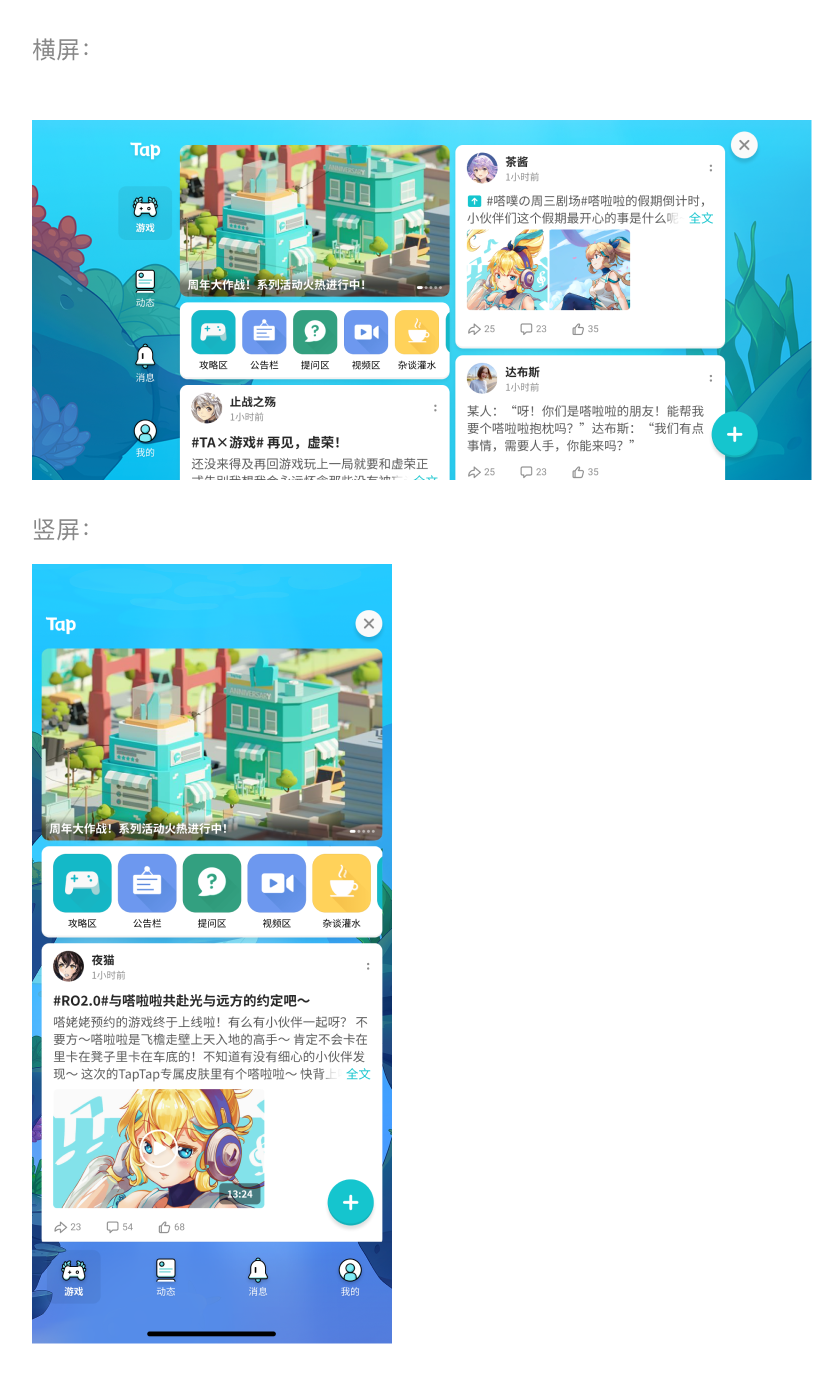 横屏：
Tap
游戏
动态
消息
我的
周年大作战！系列活动火热进行中！
攻略区
公告栏
提问区
视频区
杂谈灌水
止战之殇
1小时前
#TA×游戏# 再见，虚荣！
还没来得及再回游戏玩上一局就要和虚荣正
全文
茶酱
1小时前
#嗒噗の周三剧场#嗒啦啦的假期倒计时，
小伙伴们这个假期最开心的事是什么呢 全文
25
23
35
达布斯
1小时前
某人：“呀！你们是嗒啦啦的朋友！能帮我
要个嗒啦啦抱枕吗？”达布斯：“我们有点
事情，需要人手，你能来吗？”
25
23
35
竖屏：
Tap
ANNIVERSARY
周年大作战！系列活动火热进行中！
攻略区
公告栏
提问区
视频区
杂谈灌水
夜猫
1小时前
#RO2.0#与嗒啦啦共赴光与远方的约定吧～
嗒姥姥预约的游戏终于上线啦！有么有小伙伴一起呀？ 不
要方～嗒啦啦是飞檐走壁上天入地的高手～ 肯定不会卡在
里卡在凳子里卡在车底的！不知道有没有细心的小伙伴发
现～ 这次的TapTap专属皮肤里有个嗒啦啦～ 快背上 全文
13:24
23
54
68
游戏
动态
消息
我的